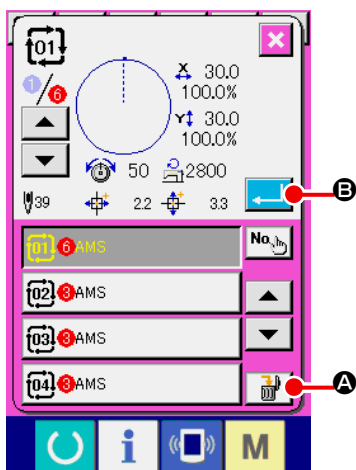 01
X 30.0
100.0%
1/6
Y 30.0
100.0%
50 2800
39 2.2 3.3
B
01 6 AMS
No.
02 3 AMS
03 3 AMS
04 3 AMS
A
i M